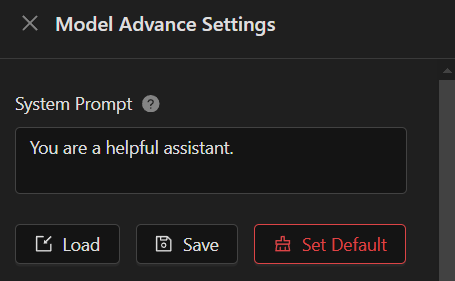 Model Advance Settings
System Prompt ?
You are a helpful assistant.
Load Save Set Default